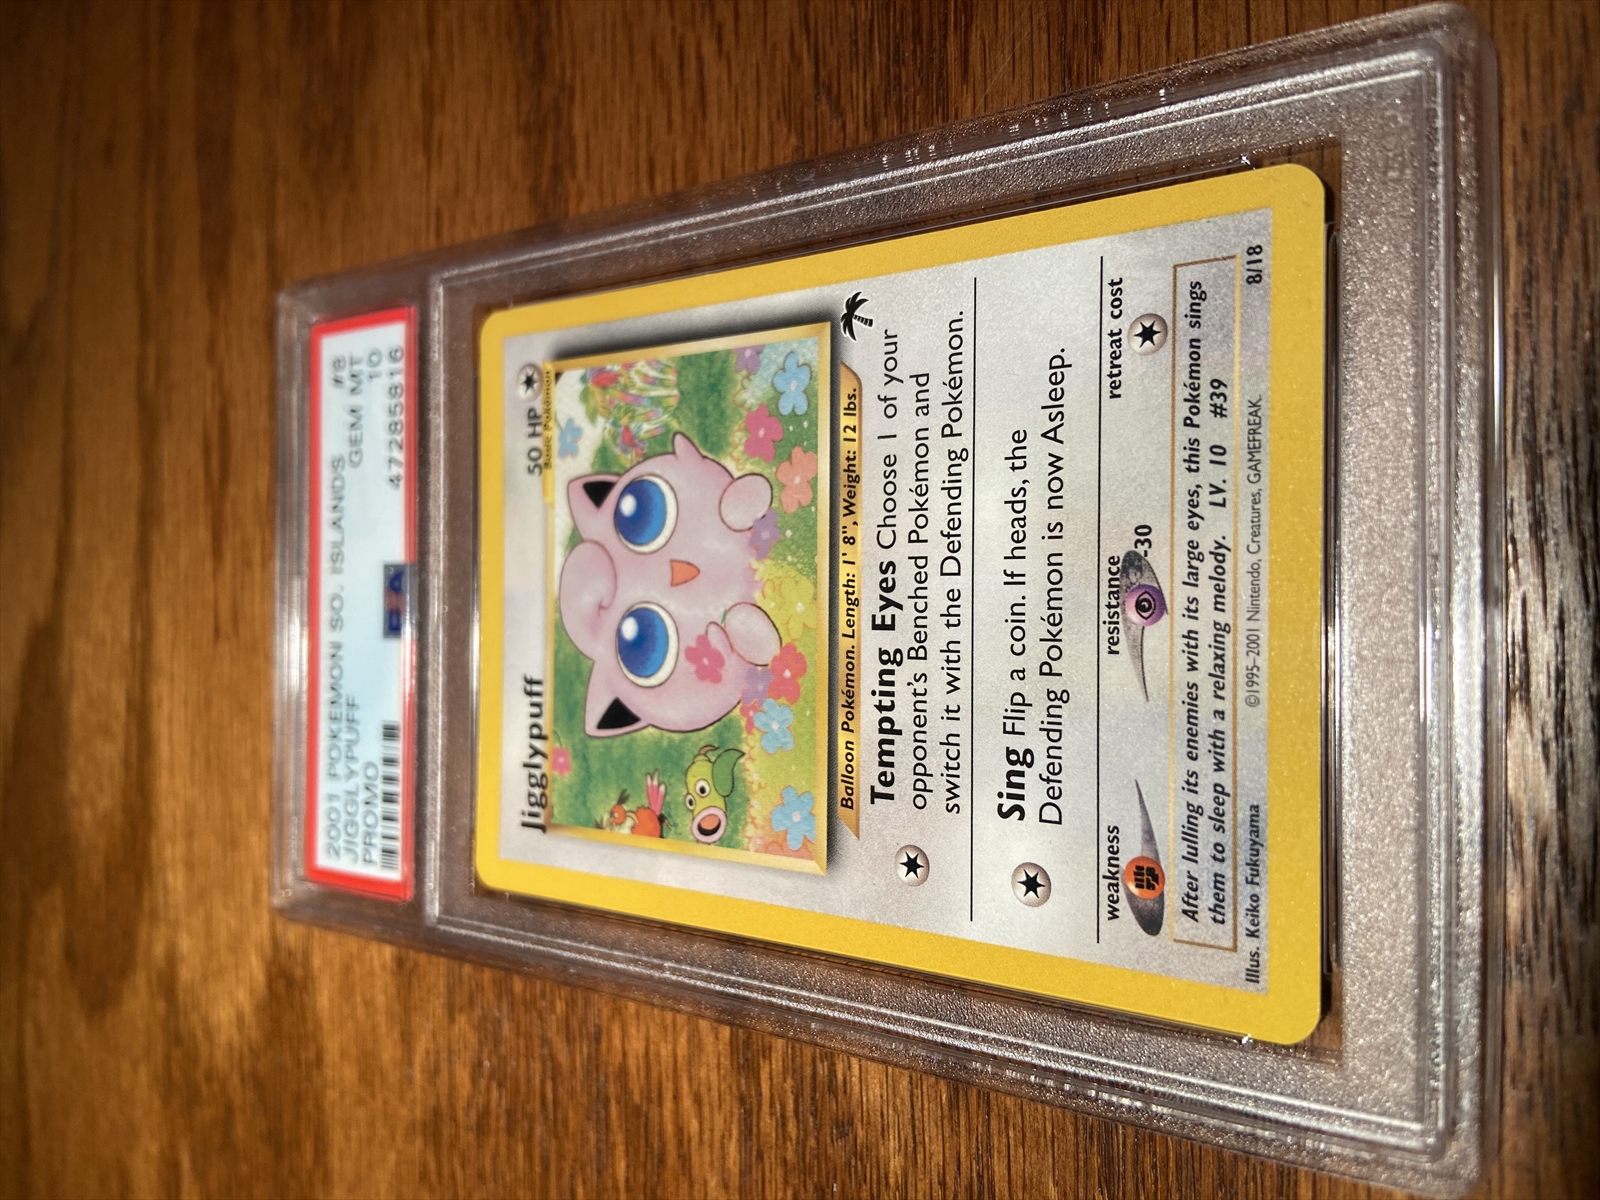 2001 POKEMON SO. ISLANDS #8
JIGGLYPUFF GEM MT
PROMO 10
47285816
PSA
Jigglypuff 50 HP
Basic Pokémon
Balloon Pokémon. Length: 1' 8", Weight: 12 lbs.
Tempting Eyes Choose 1 of your
opponent's Benched Pokémon and
switch it with the Defending Pokémon.
Sing Flip a coin. If heads, the
Defending Pokémon is now Asleep.
weakness resistance retreat cost
-30
After lulling its enemies with its large eyes, this Pokémon sings
them to sleep with a relaxing melody. LV. 10 #39
Illus. Keiko Fukuyama ©1995-2001 Nintendo, Creatures, GAMEFREAK. 8/18